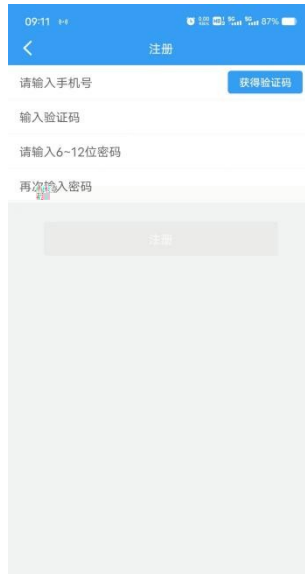 09:11
87%
注册
请输入手机号
获得验证码
输入验证码
请输入6~12位密码
再次输入密码
注册